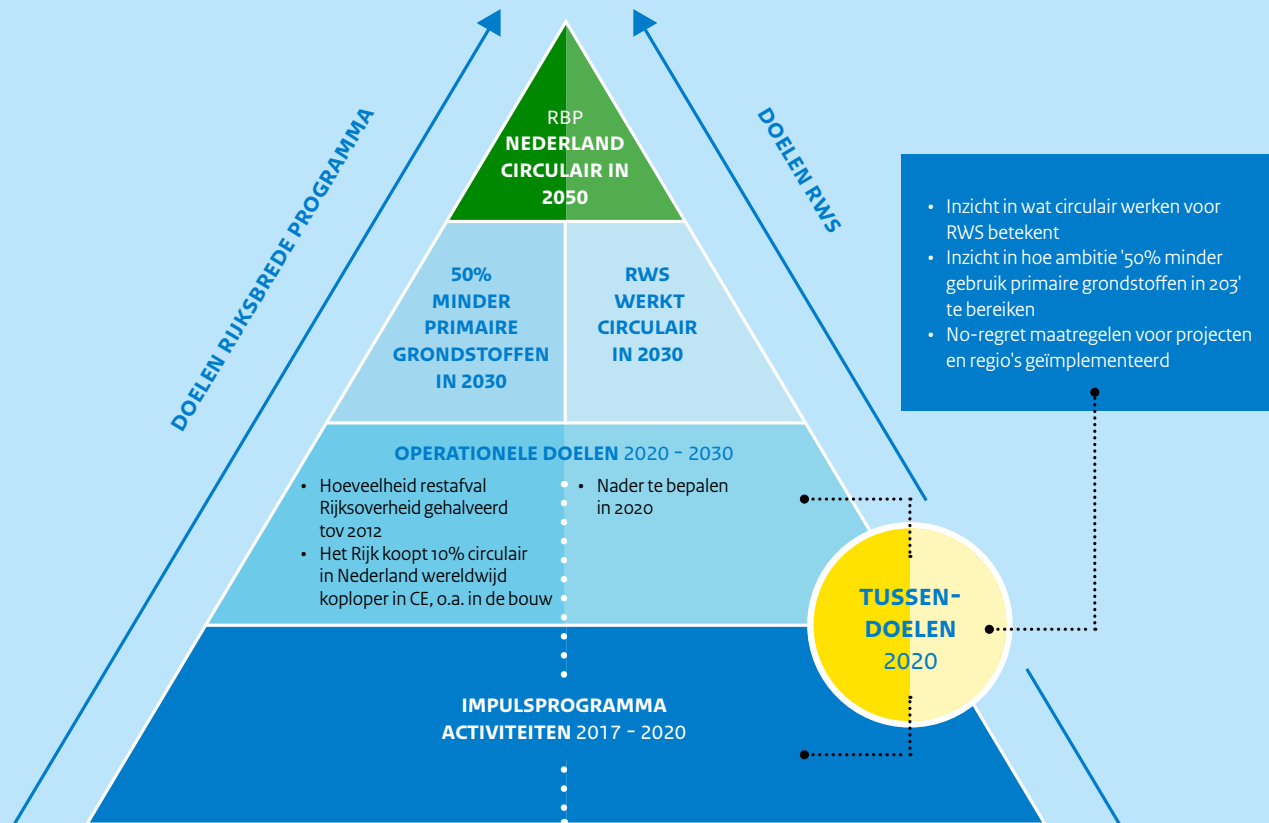 DOELEN RIJKSBREDE PROGRAMMA
DOELEN RWS
RBP
NEDERLAND
CIRCULAIR IN
2050
50%
MINDER
PRIMAIRE
GRONDSTOFFEN
IN 2030
RWS
WERKT
CIRCULAIR
IN 2030
• Inzicht in wat circulair werken voor
RWS betekent
• Inzicht in hoe ambitie '50% minder
gebruik primaire grondstoffen in 203'
te bereiken
• No-regret maatregelen voor projecten
en regio's geïmplementeerd
OPERATIONELE DOELEN 2020 - 2030
• Hoeveelheid restafval
Rijksoverheid gehalveerd
tov 2012
• Het Rijk koopt 10% circulair
in Nederland wereldwijd
koploper in CE, o.a. in de bouw
• Nader te bepalen
in 2020
TUSSEN-
DOELEN
2020
IMPULSPROGRAMMA
ACTIVITEITEN 2017 - 2020